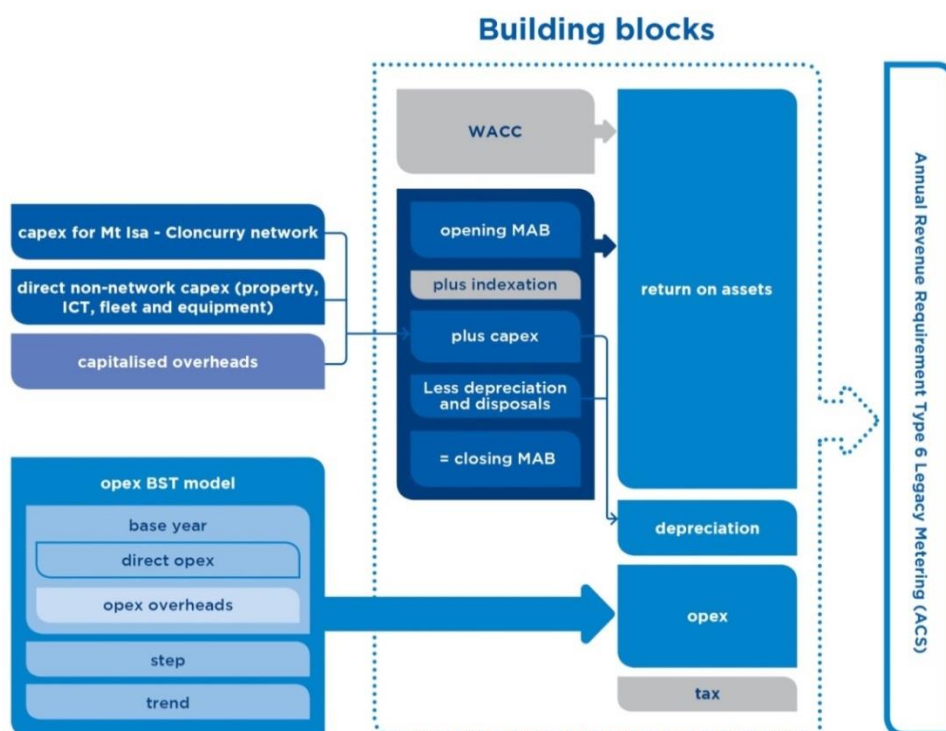 Building blocks
WACC
opening MAB
plus indexation
plus capex
Less depreciation
and disposals
= closing MAB
return on assets
depreciation
opex
tax
capex for Mt Isa - Cloncurry network
direct non-network capex (property,
ICT, fleet and equipment)
capitalised overheads
opex BST model
base year
direct opex
opex overheads
step
trend
Annual Revenue Requirement Type 6 Legacy Metering (ACS)